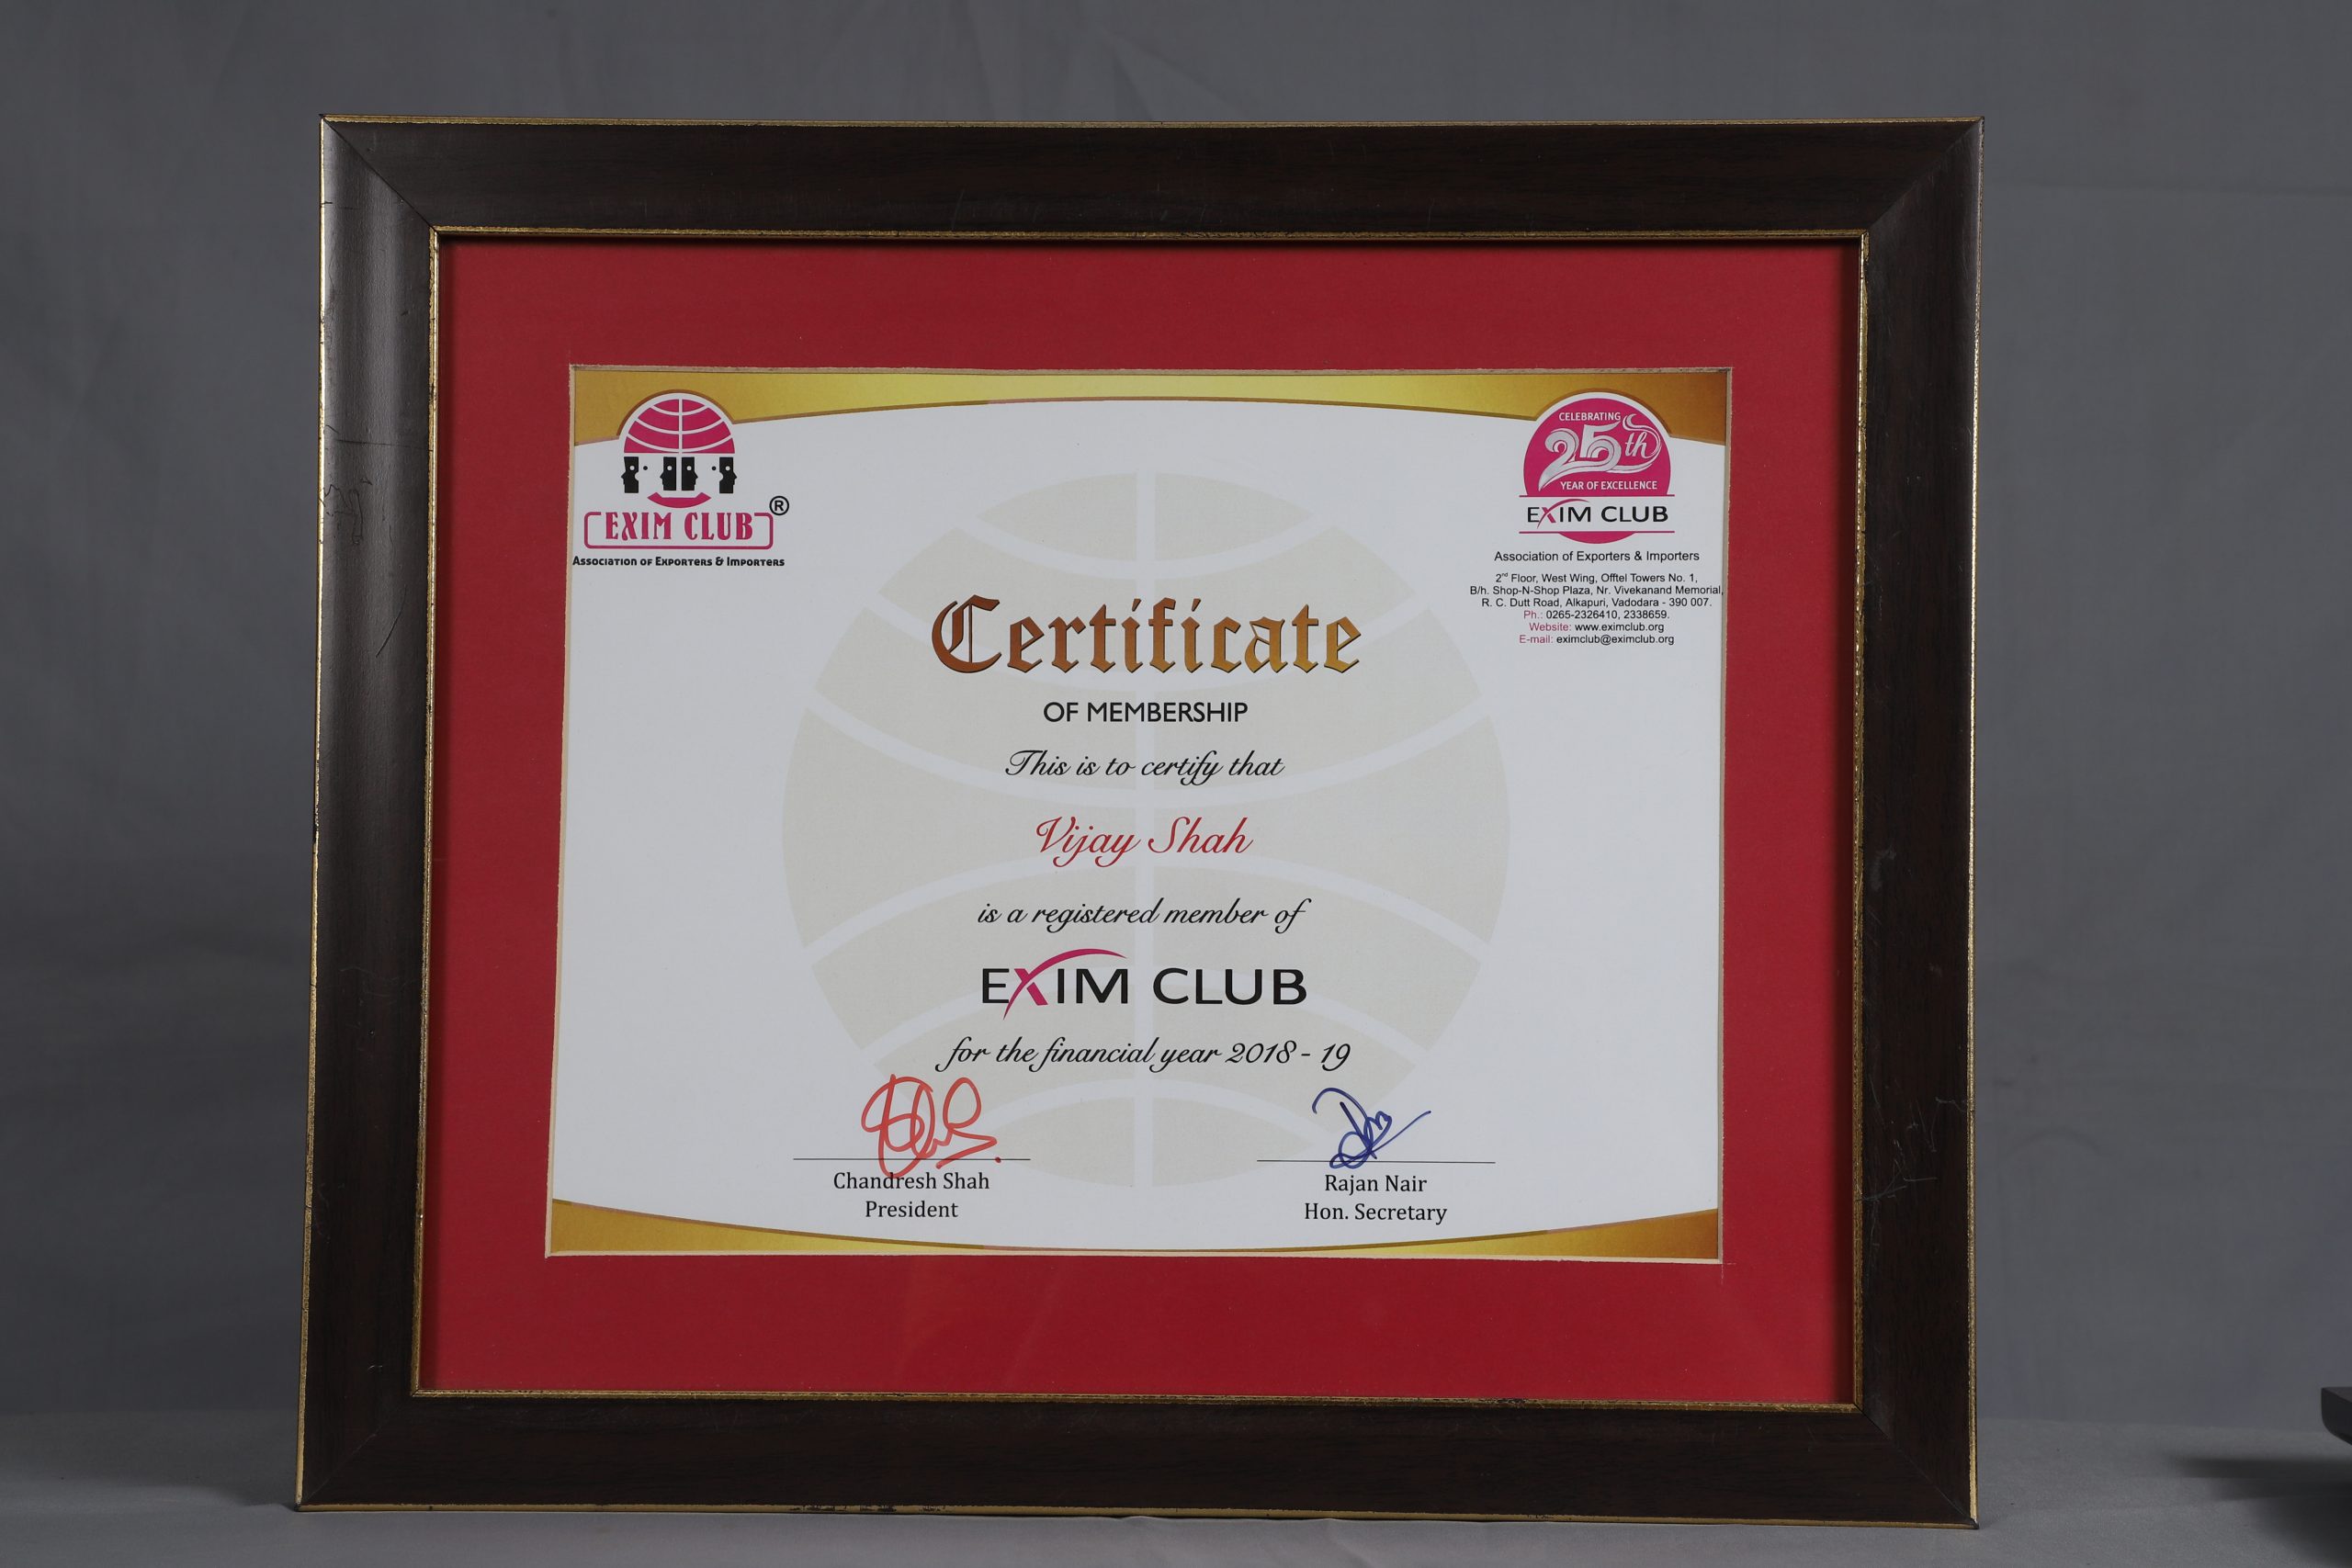 EXIM CLUB ®
Association of Exporters & Importers
CELEBRATING
25th
YEAR OF EXCELLENCE
EXIM CLUB
Association of Exporters & Importers
2nd Floor, West Wing, Offtel Towers No. 1,
B/h. Shop-N-Shop Plaza, Nr. Vivekanand Memorial,
R. C. Dutt Road, Alkapuri, Vadodara - 390 007.
Ph.: 0265-2326410, 2338659.
Website: www.eximclub.org
E-mail: eximclub@eximclub.org
Certificate
OF MEMBERSHIP
This is to certify that
Vijay Shah
is a registered member of
EXIM CLUB
for the financial year 2018 - 19
Chandresh Shah
President
Rajan Nair
Hon. Secretary